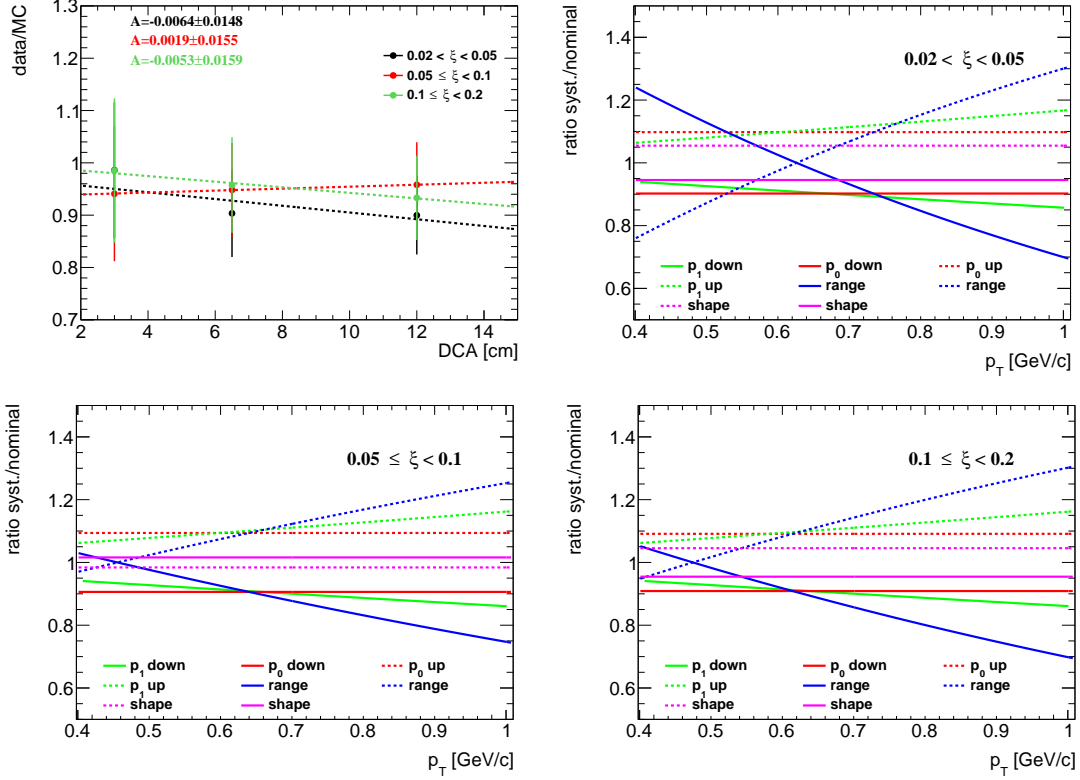 A=-0.0064±0.0148
A=0.0019±0.0155
A=-0.0053±0.0159
0.02 < ξ < 0.05
0.05 ≤ ξ < 0.1
0.1 ≤ ξ < 0.2
data/MC
1.3
1.2
1.1
1
0.9
0.8
0.7
2 4 6 8 10 12 14
DCA [cm]
ratio syst./nominal
0.02 < ξ < 0.05
1.4
1.2
1
0.8
0.6
p₁ down p₀ down p₀ up
p₁ up range range
shape shape
0.4 0.5 0.6 0.7 0.8 0.9 1
p_T [GeV/c]
ratio syst./nominal
0.05 ≤ ξ < 0.1
1.4
1.2
1
0.8
0.6
p₁ down p₀ down p₀ up
p₁ up range range
shape shape
0.4 0.5 0.6 0.7 0.8 0.9 1
p_T [GeV/c]
ratio syst./nominal
0.1 ≤ ξ < 0.2
1.4
1.2
1
0.8
0.6
p₁ down p₀ down p₀ up
p₁ up range range
shape shape
0.4 0.5 0.6 0.7 0.8 0.9 1
p_T [GeV/c]